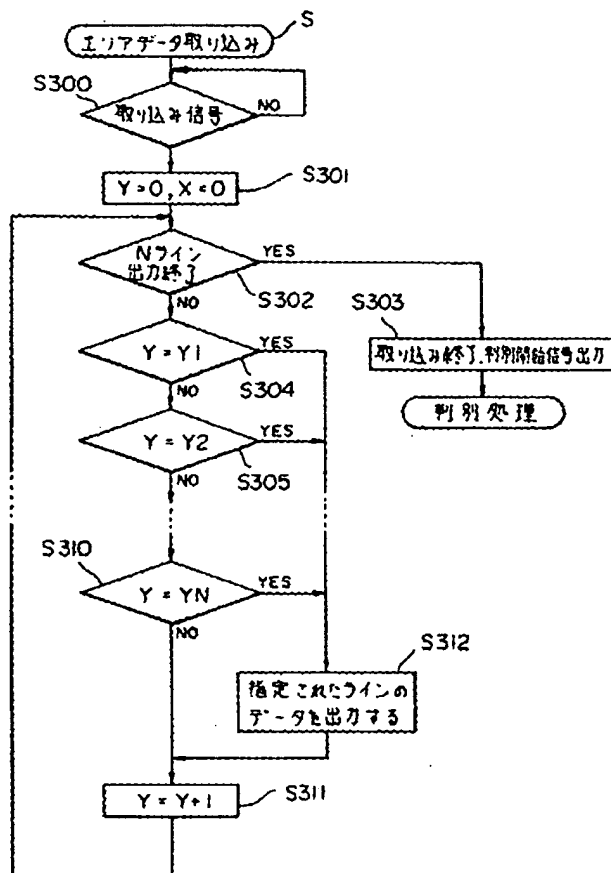 S
エリアデータ取り込み
S300
取り込み信号
NO
Y=0, X=0
S301
Nライン
出力終了
YES
S302
NO
S303
取り込み終了、判別開始信号出力
判別処理
Y=Y1
YES
S304
NO
Y=Y2
YES
S305
NO
S310
Y=YN
YES
NO
S312
指定されたラインの
データを出力する
Y=Y+1
S311